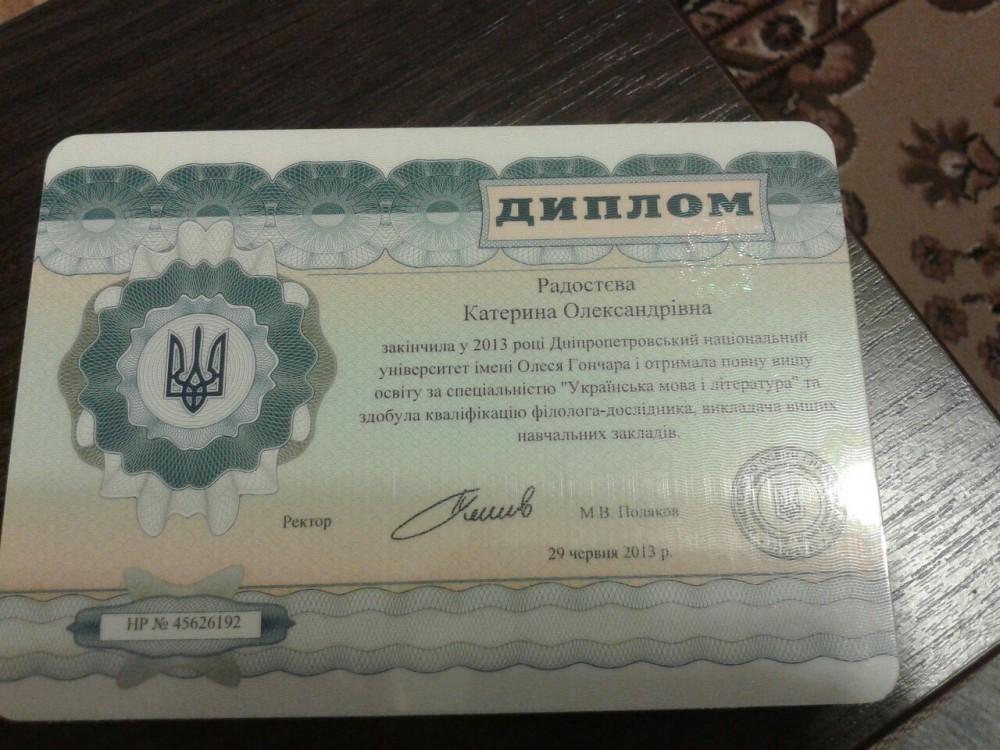 ДИПЛОМ
Радостєва
Катерина Олександрівна
закінчила у 2013 році Дніпропетровський національний
університет імені Олеся Гончара і отримала повну вищу
освіту за спеціальністю "Українська мова і література" та
здобула кваліфікацію філолога-дослідника, викладача вищих
навчальних закладів.
Ректор
М.В. Поляков
29 червня 2013 р.
НР № 45626192